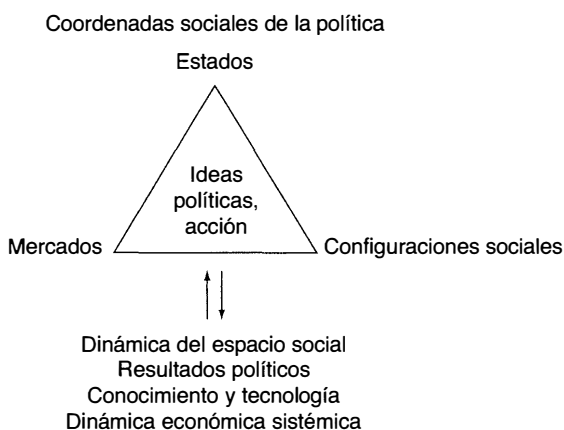 Coordenadas sociales de la política
Estados
Ideas
políticas,
acción
Mercados
Configuraciones sociales
Dinámica del espacio social
Resultados políticos
Conocimiento y tecnología
Dinámica económica sistémica